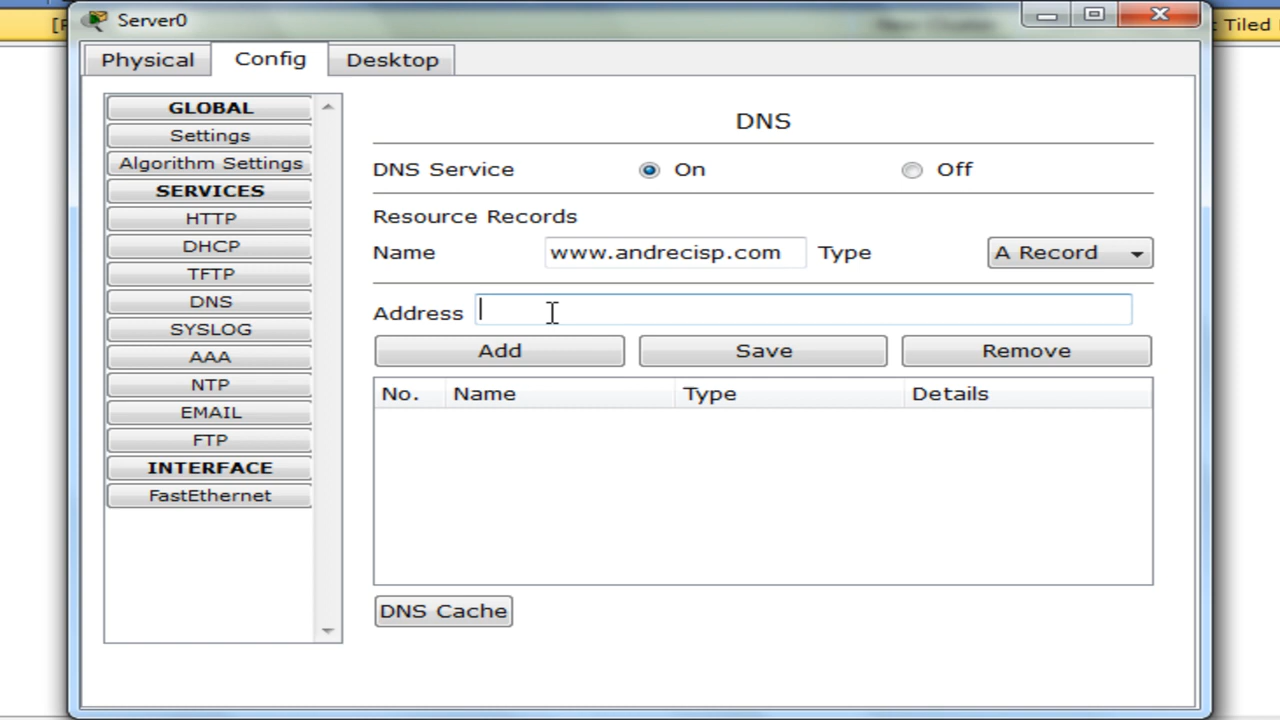 Server0
[
: Tiled
Physical
Config
Desktop
GLOBAL
Settings
Algorithm Settings
SERVICES
HTTP
DHCP
TFTP
DNS
SYSLOG
AAA
NTP
EMAIL
FTP
INTERFACE
FastEthernet
DNS
DNS Service On Off
Resource Records
Name www.andrecisp.com Type A Record
Address
Add Save Remove
No. Name Type Details
DNS Cache